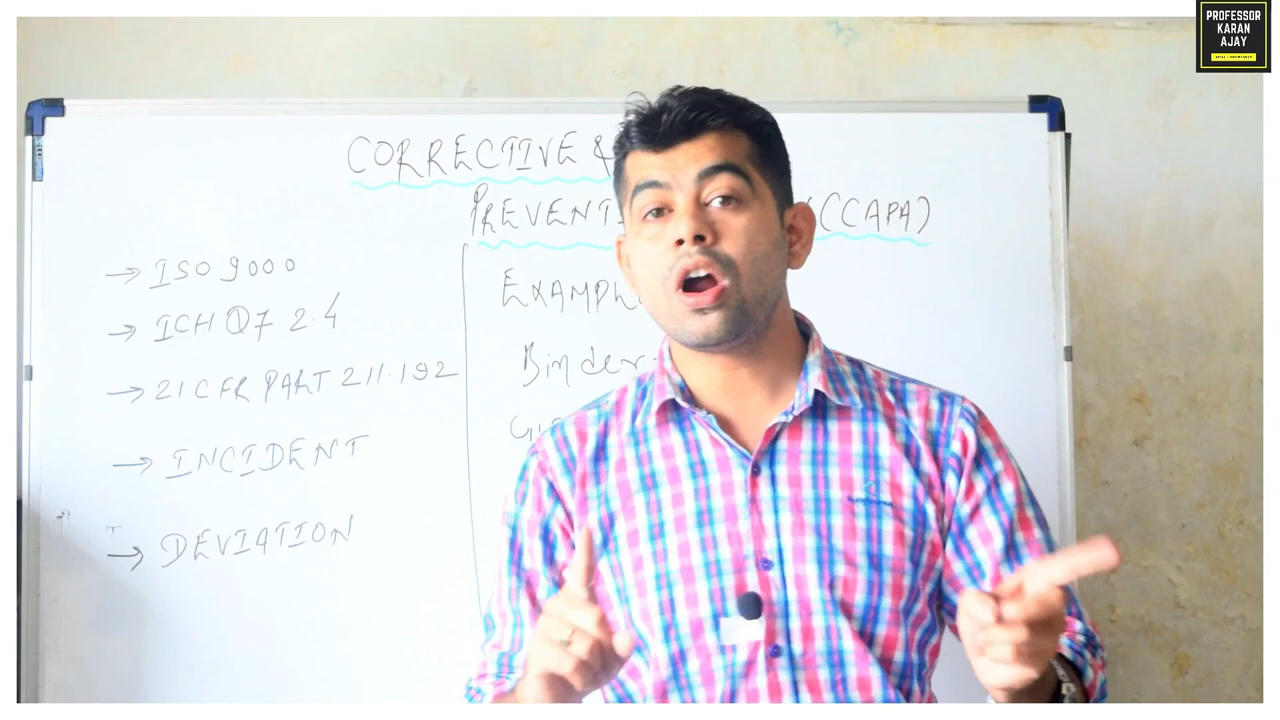 PROFESSOR
KARAN
AJAY
CORRECTIVE &
PREVENTI (CAPA)
→ ISO 9000
→ ICH Q7 2.4
→ 21 CFR PART 211.192
→ INCIDENT
→ DEVIATION
EXAMPL
Binder